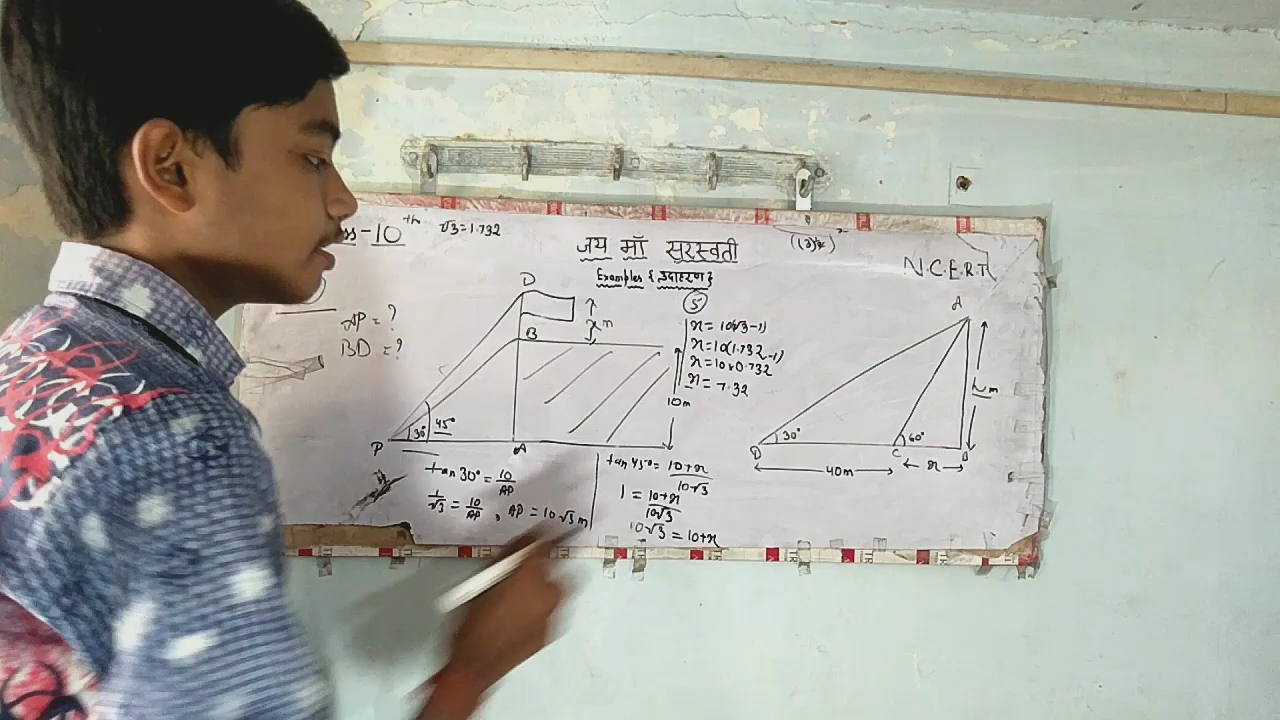 -10 th √3=1.732
जय माँ सरस्वती
N.C.E.R.T
Examples {उदाहरण}
5
AP = ?
BD = ?
D
B
x m
45°
30°
P
A
10m
x = 10(√3-1)
x = 10(1.732-1)
x = 10×0.732
x = 7.32
A
30°
60°
D
C
B
m
40m
x
tan 30° = 10/AP
1/√3 = 10/AP , AP = 10√3 m
tan 45° = 10+x/10√3
1 = 10+x/10√3
10√3 = 10+x